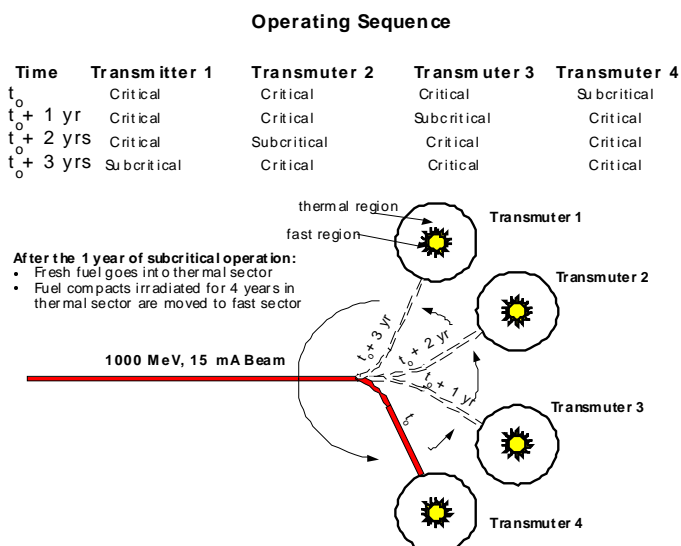 Operating Sequence
Time Transmitter 1 Transmuter 2 Transmuter 3 Transmuter 4
to Critical Critical Critical Subcritical
to + 1 yr Critical Critical Subcritical Critical
to + 2 yrs Critical Subcritical Critical Critical
to + 3 yrs Subcritical Critical Critical Critical
thermal region
Transmuter 1
fast region
After the 1 year of subcritical operation:
• Fresh fuel goes into thermal sector
• Fuel compacts irradiated for 4 years in
thermal sector are moved to fast sector
Transmuter 2
to + 3 yr
to + 2 yr
1000 MeV, 15 mA Beam
to + 1 yr
Transmuter 3
to
Transmuter 4